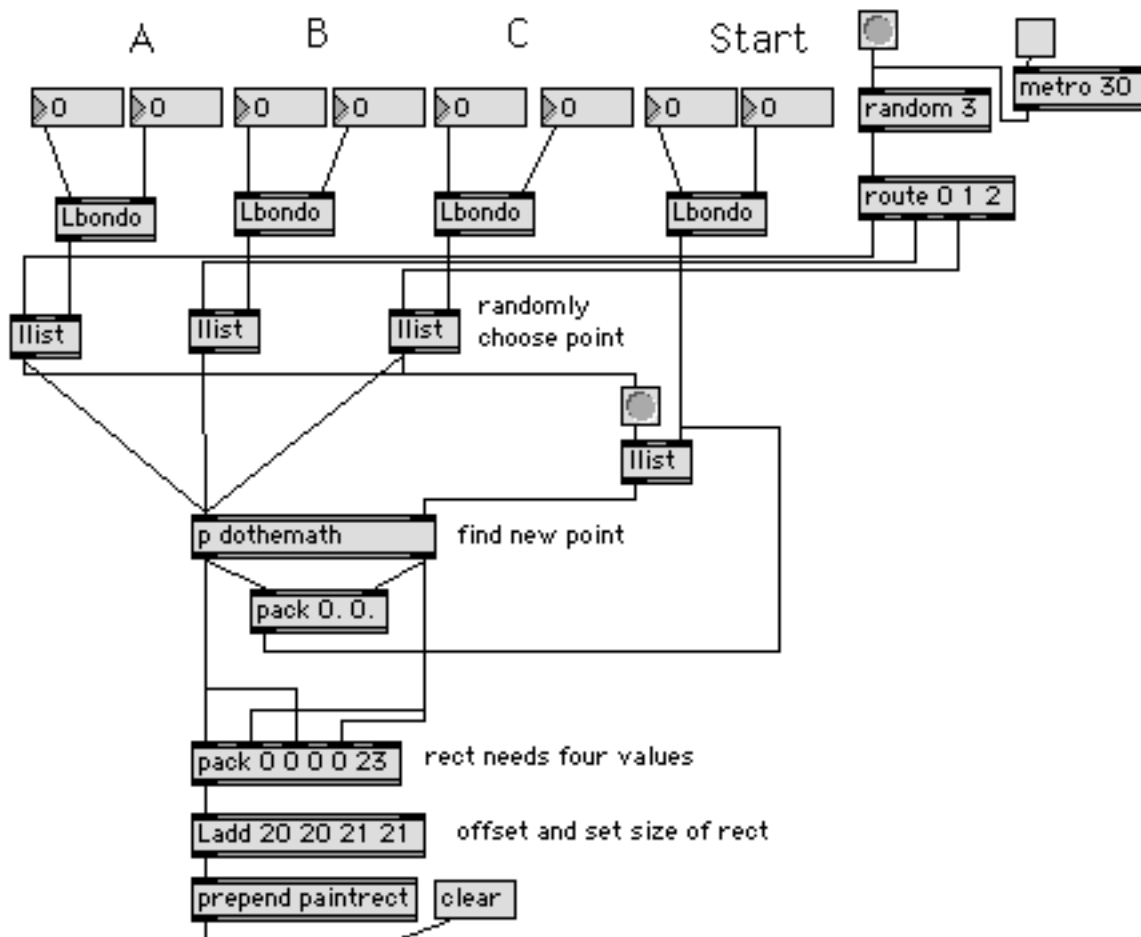 A
B
C
Start
metro 30
0
0
0
0
0
0
0
0
random 3
Lbondo
Lbondo
Lbondo
Lbondo
route 0 1 2
llist
llist
llist
randomly
choose point
llist
p dothemath
find new point
pack 0. 0.
pack 0 0 0 0 23
rect needs four values
Ladd 20 20 21 21
offset and set size of rect
prepend paintrect
clear